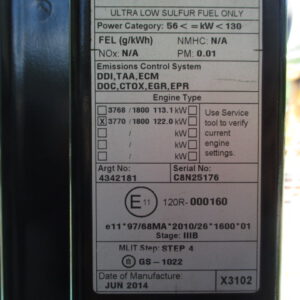 ULTRA LOW SULFUR FUEL ONLY
Power Category: 56 < = kW < 130
FEL (g/kWh) NMHC: N/A
NOx: N/A PM: 0.01
Emissions Control System
DDI,TAA,ECM
DOC,CTOX,EGR,EPR
Engine Type
3768 / 1800 113.1 kW
X 3770 / 1800 122.0 kW
kW
kW
kW
Use Service
tool to verify
current
engine
settings.
Argt No: Serial No:
4342181 C8N25176
E 11 120R-000160
e11*97/68MA*2010/26*1600*01
Stage: IIIB
MLIT Step: STEP 4
GS-1022
Date of Manufacture:
JUN 2014
X3102